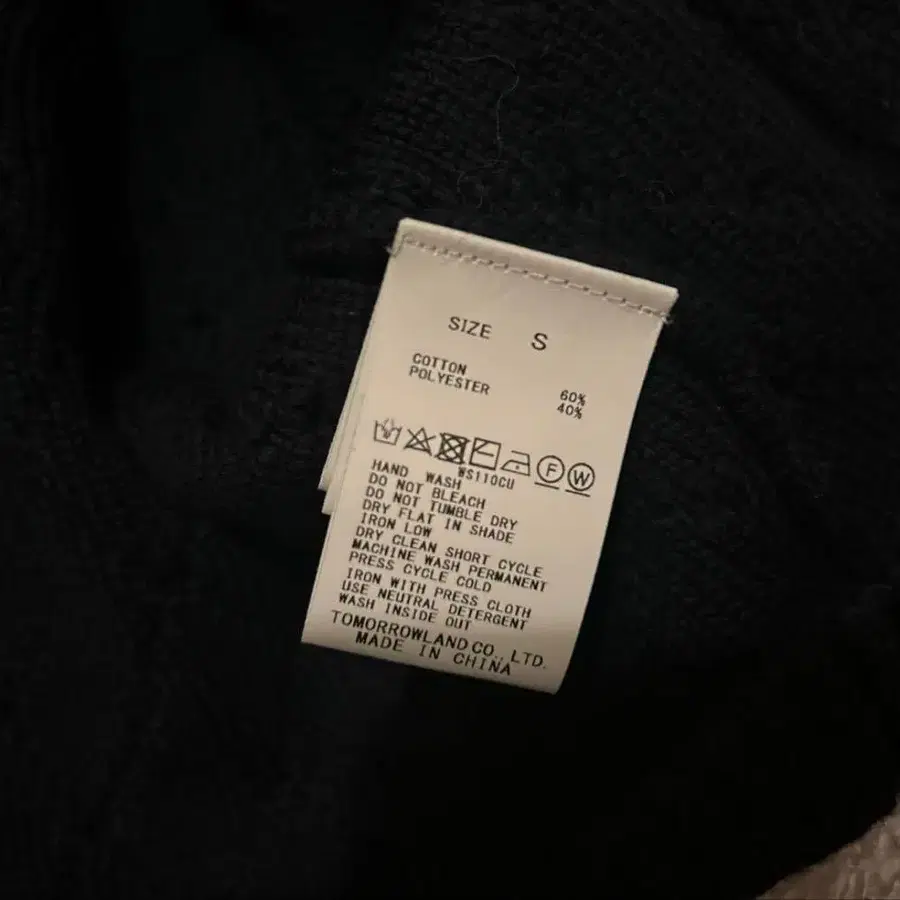 SIZE S
COTTON 60%
POLYESTER 40%
F W
WS110CU
HAND WASH
DO NOT BLEACH
DO NOT TUMBLE DRY
DRY FLAT IN SHADE
IRON LOW
DRY CLEAN SHORT CYCLE
MACHINE WASH PERMANENT
PRESS CYCLE COLD
IRON WITH PRESS CLOTH
USE NEUTRAL DETERGENT
WASH INSIDE OUT
TOMORROWLAND CO., LTD.
MADE IN CHINA